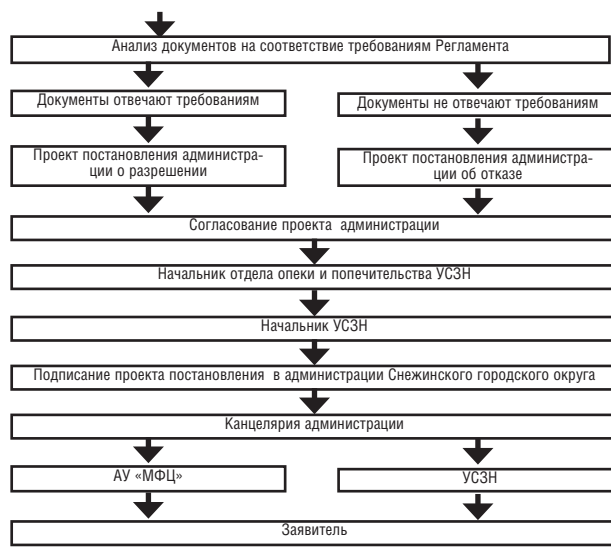 Анализ документов на соответствие требованиям Регламента
Документы отвечают требованиям
Документы не отвечают требованиям
Проект постановления администра-
ции о разрешении
Проект постановления администра-
ции об отказе
Согласование проекта администрации
Начальник отдела опеки и попечительства УСЗН
Начальник УСЗН
Подписание проекта постановления в администрации Снежинского городского округа
Канцелярия администрации
АУ «МФЦ»
УСЗН
Заявитель